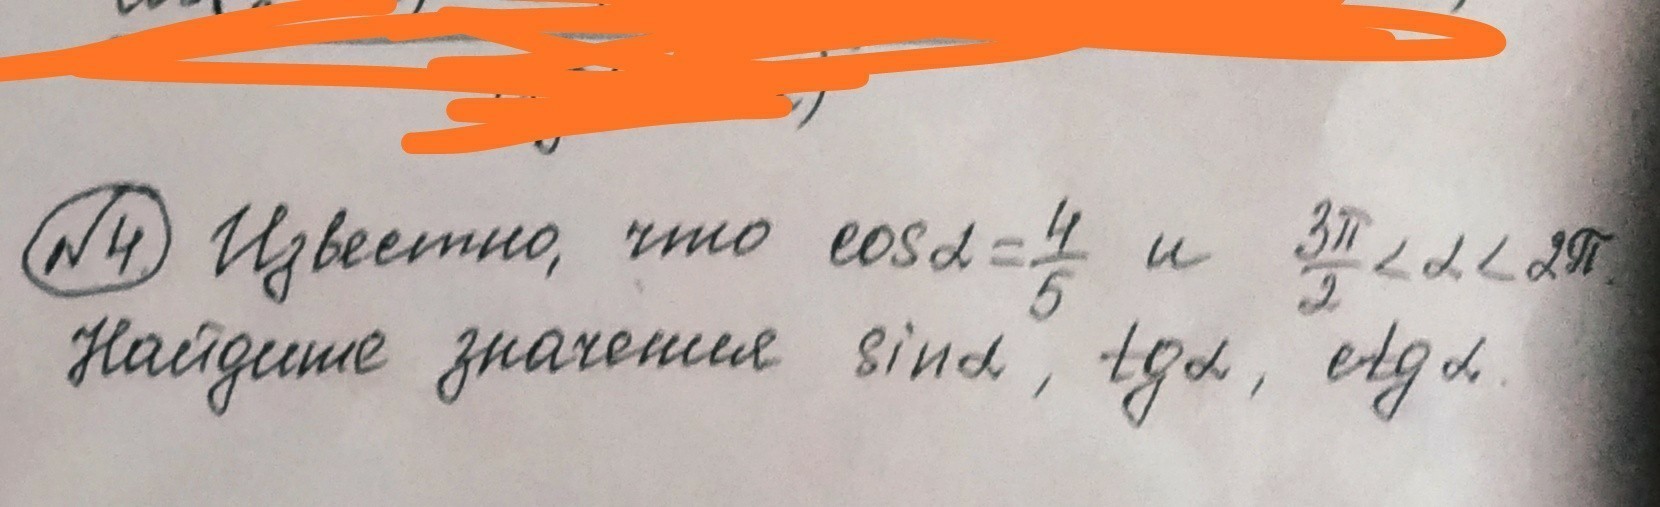 №4 Известно, что cosα = 4/5 и 3π/2 < α < 2π.
Найдите значения sinα, tgα, ctgα.